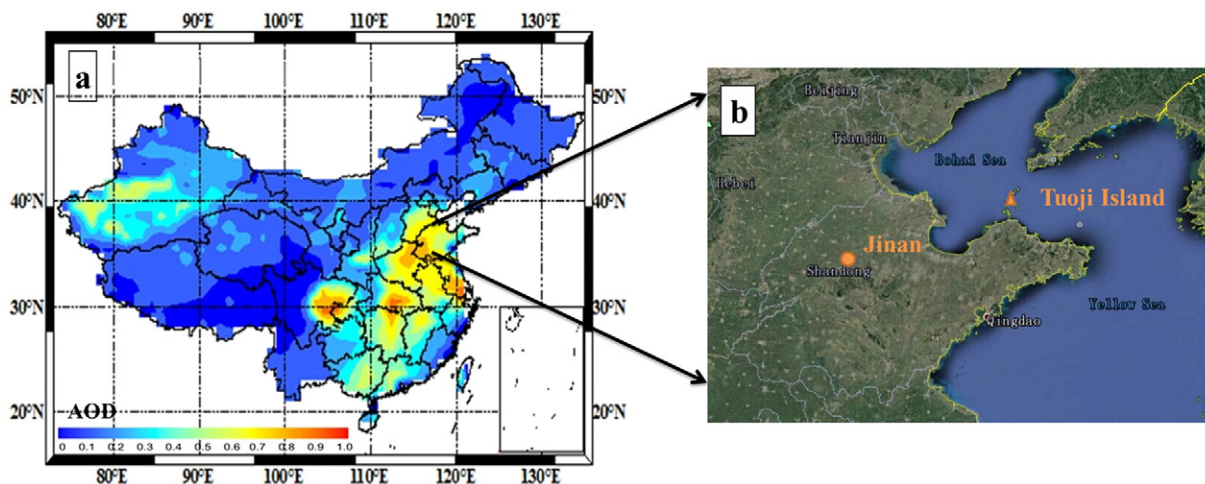 80°E 90°E 100°E 110°E 120°E 130°E
a
50°N
50°N
40°N
40°N
30°N
30°N
20°N
20°N
AOD
0 0.1 0.2 0.3 0.4 0.5 0.6 0.7 0.8 0.9 1.0
80°E 90°E 100°E 110°E 120°E 130°E
b
Beijing
Tianjin
Bohai Sea
Hebei
Tuoji Island
Jinan
Shandong
Yellow Sea
Qingdao